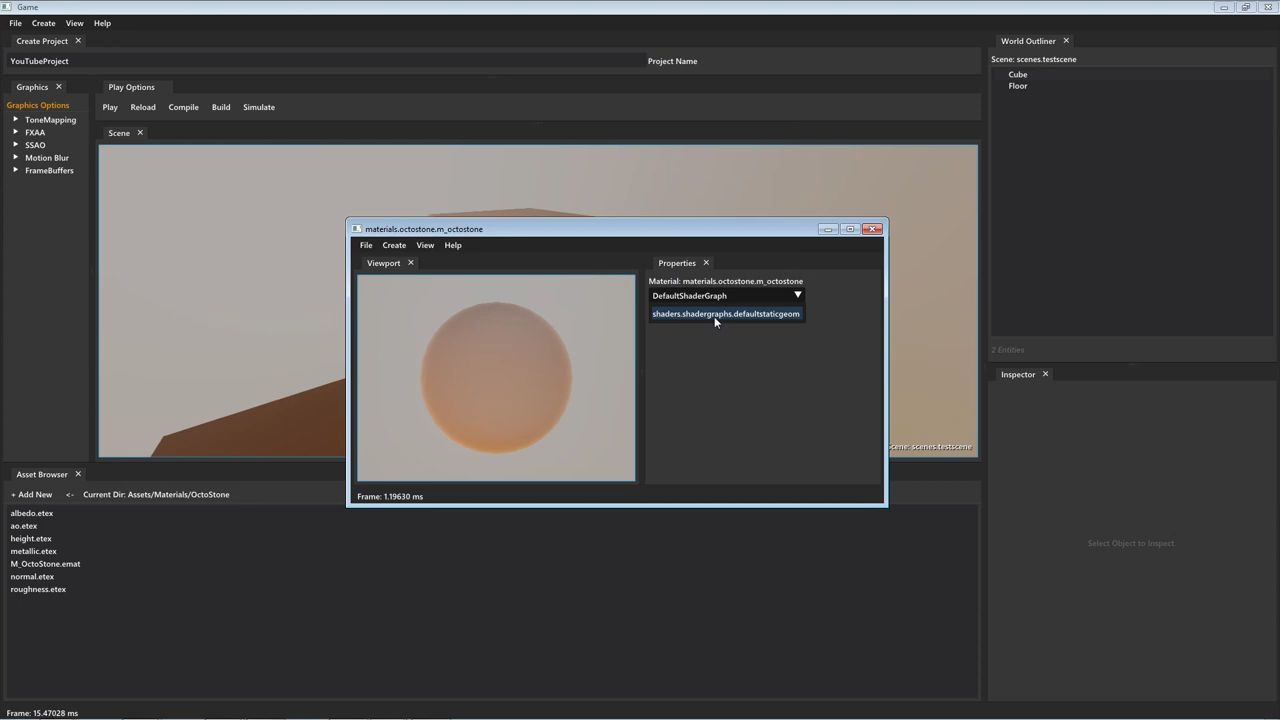 Game
File Create View Help
Create Project
YouTubeProject Project Name
Graphics
Graphics Options
ToneMapping
FXAA
SSAO
Motion Blur
FrameBuffers
Play Options
Play Reload Compile Build Simulate
Scene
cene: scenes.testscene
materials.octostone.m_octostone
File Create View Help
Viewport
Frame: 1.19630 ms
Properties
Material: materials.octostone.m_octostone
DefaultShaderGraph
shaders.shadergraphs.defaultstaticgeom
World Outliner
Scene: scenes.testscene
Cube
Floor
2 Entities
Inspector
Select Object to Inspect.
Asset Browser
+ Add New <- Current Dir: Assets/Materials/OctoStone
albedo.etex
ao.etex
height.etex
metallic.etex
M_OctoStone.emat
normal.etex
roughness.etex
Frame: 15.47028 ms